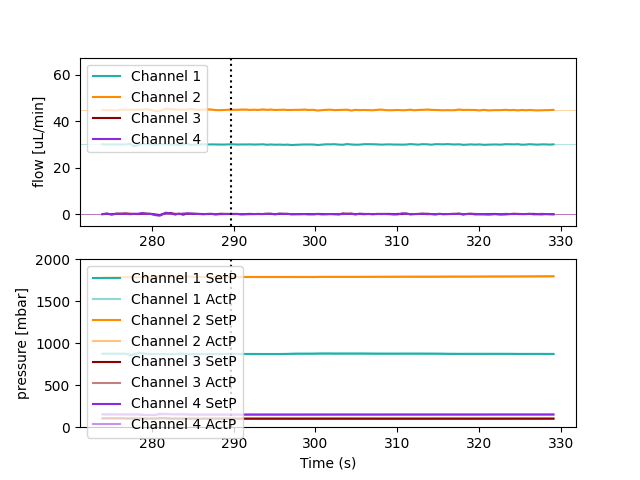 60
40
20
0
flow [uL/min]
Channel 1
Channel 2
Channel 3
Channel 4
280 290 300 310 320 330
2000
1500
1000
500
0
pressure [mbar]
Channel 1 SetP
Channel 1 ActP
Channel 2 SetP
Channel 2 ActP
Channel 3 SetP
Channel 3 ActP
Channel 4 SetP
Channel 4 ActP
280 290 300 310 320 330
Time (s)